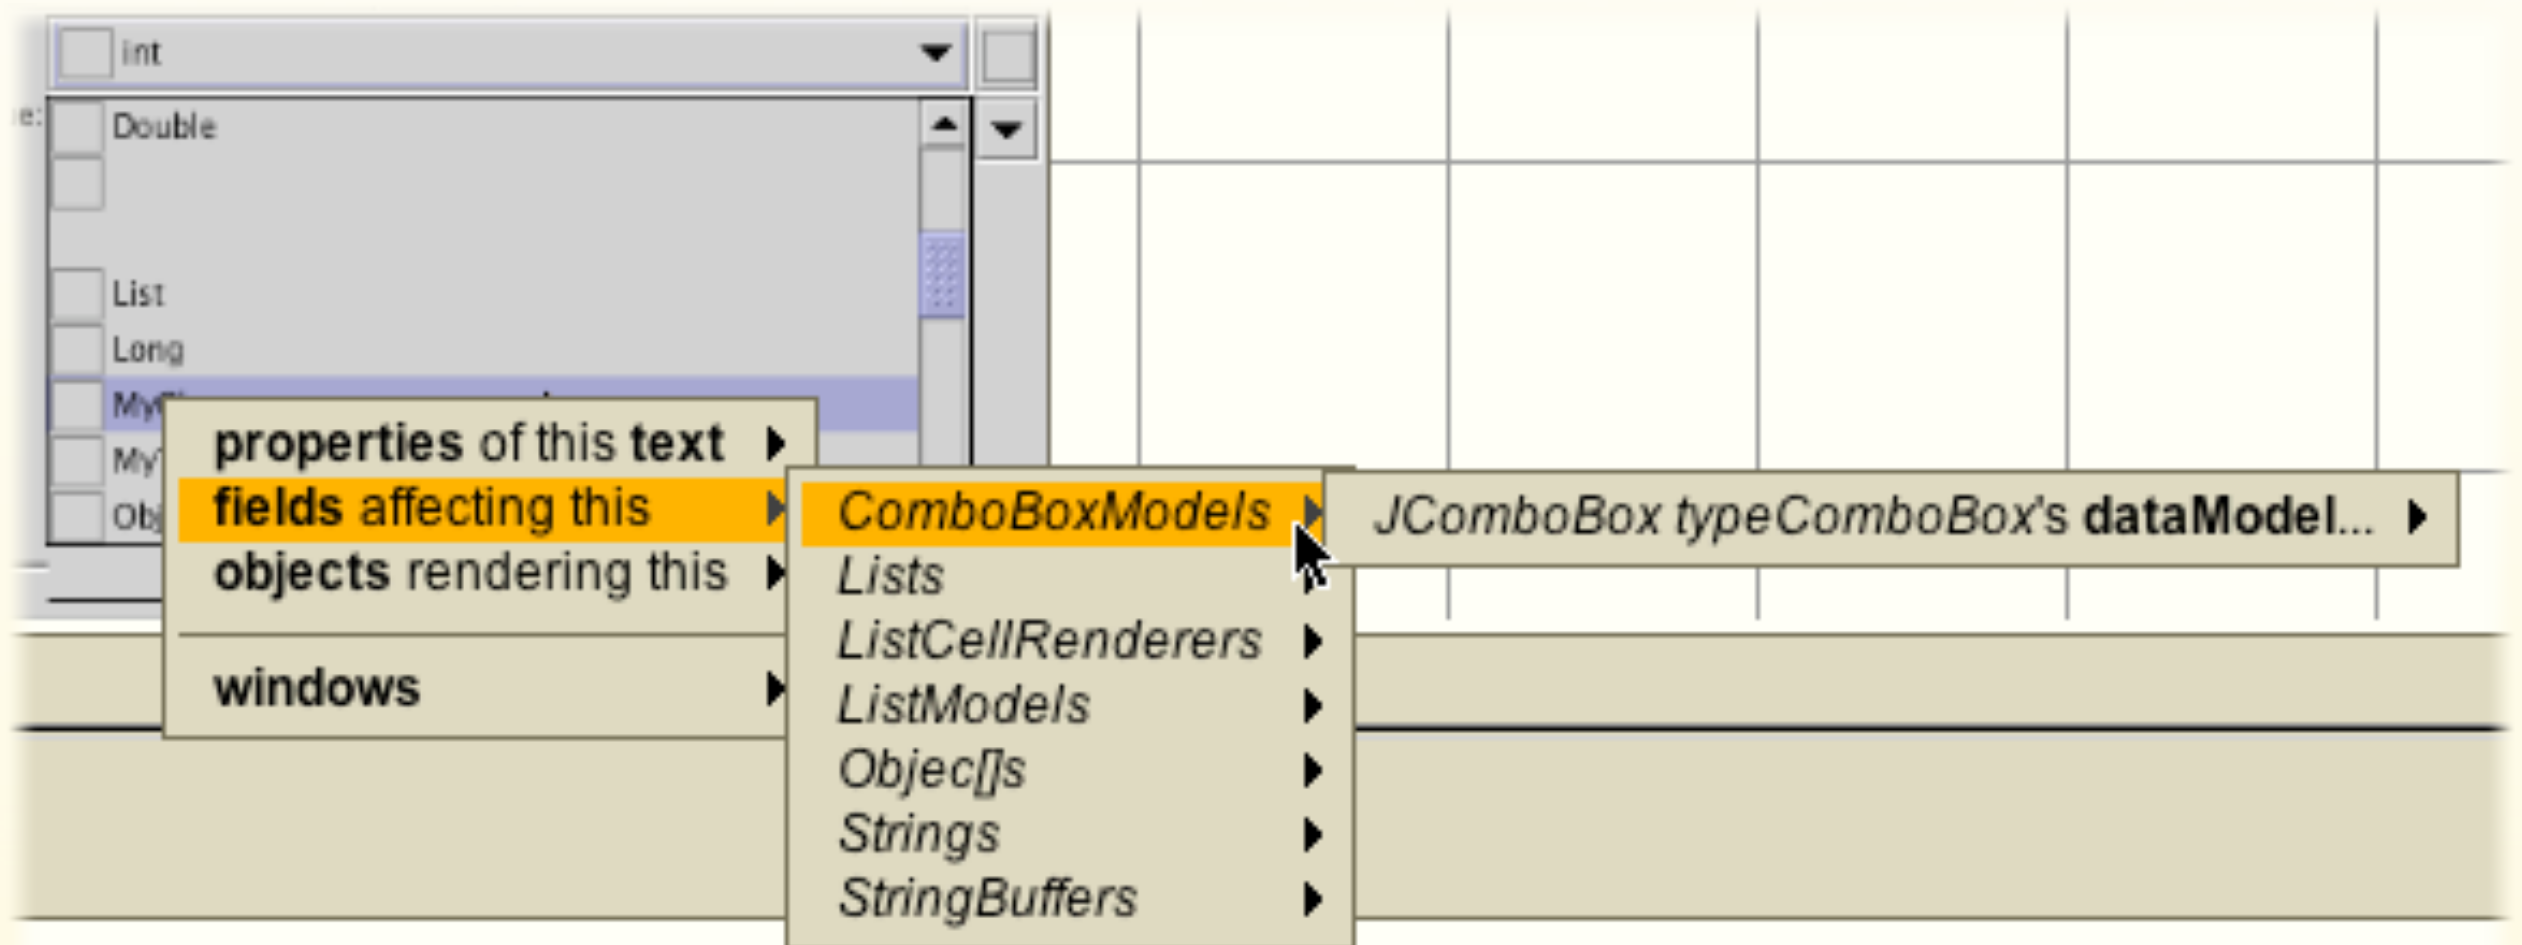 int
e:
Double
List
Long
properties of this text
fields affecting this
objects rendering this
windows
ComboBoxModels
Lists
ListCellRenderers
ListModels
Objec[]s
Strings
StringBuffers
JComboBox typeComboBox's dataModel...